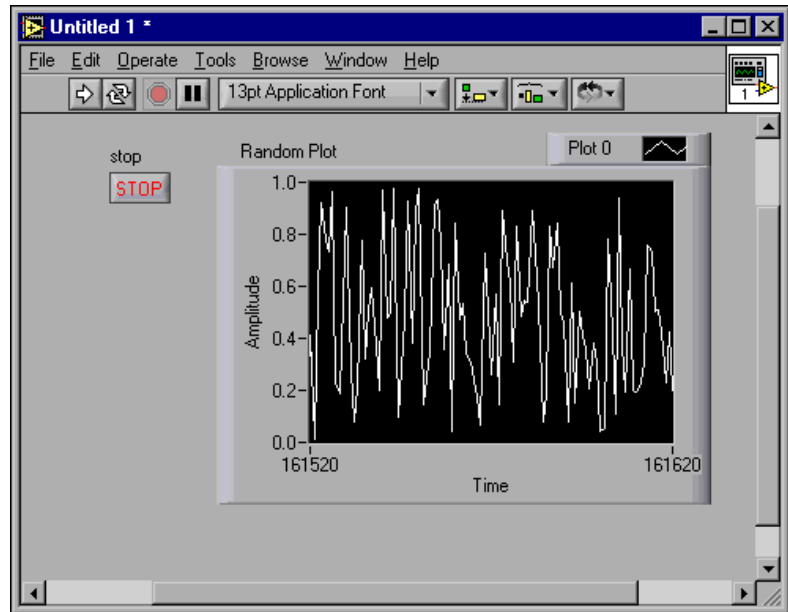 Untitled 1 *
File Edit Operate Tools Browse Window Help
13pt Application Font
1
stop
STOP
Random Plot
Plot 0
1.0
0.8
0.6
0.4
0.2
0.0
Amplitude
161520
161620
Time